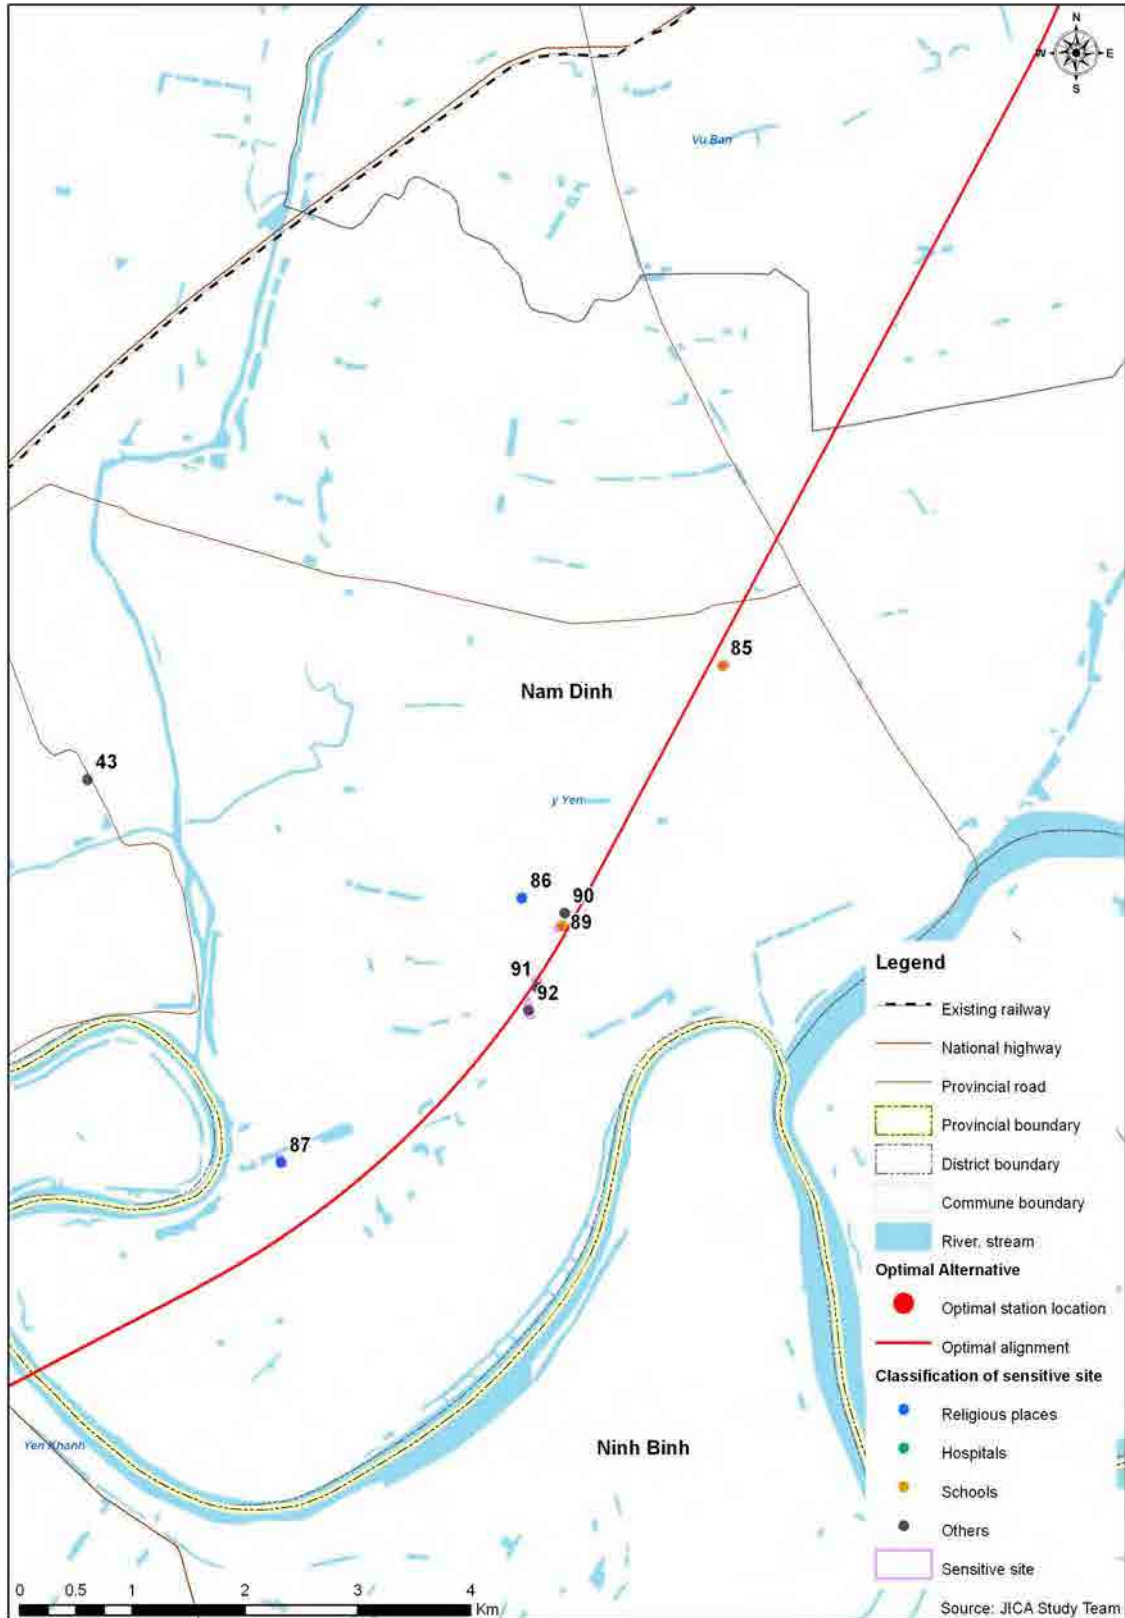 N
W
E
S
Vu Ban
85
Nam Dinh
43
y Yen
86
90
89
91
92
87
Yen Khanh
Ninh Binh
Legend
Existing railway
National highway
Provincial road
Provincial boundary
District boundary
Commune boundary
River, stream
Optimal Alternative
Optimal station location
Optimal alignment
Classification of sensitive site
Religious places
Hospitals
Schools
Others
Sensitive site
0 0.5 1 2 3 4
Km
Source: JICA Study Team